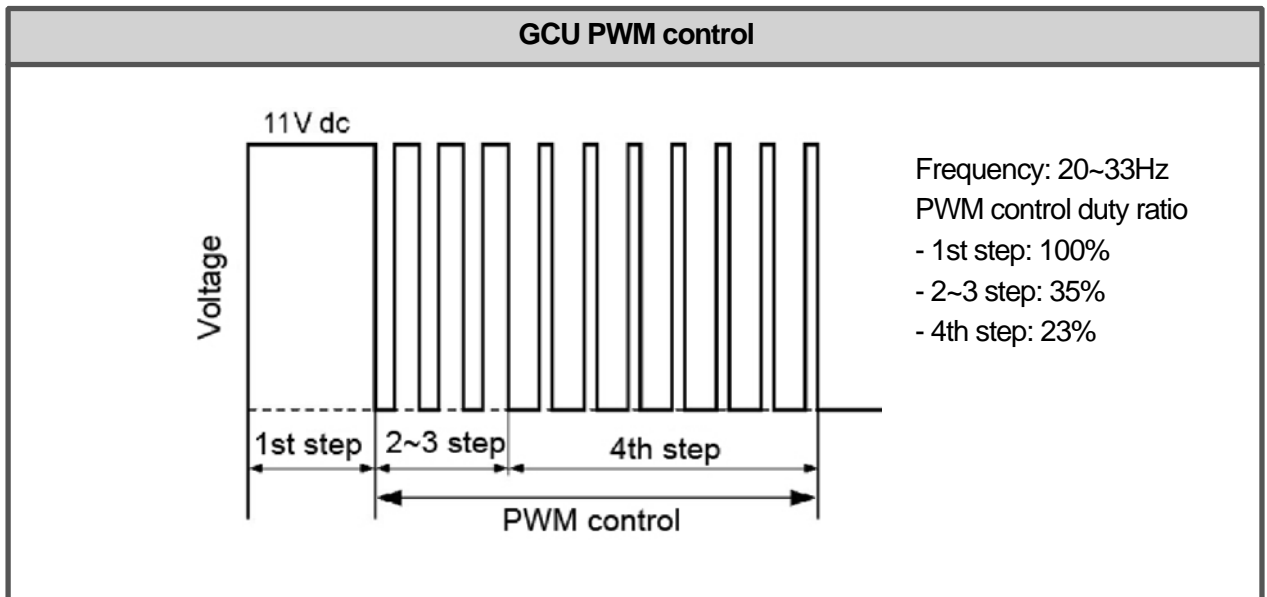 GCU PWM control
11V dc
Voltage
1st step
2~3 step
4th step
PWM control
Frequency: 20~33Hz
PWM control duty ratio
- 1st step: 100%
- 2~3 step: 35%
- 4th step: 23%